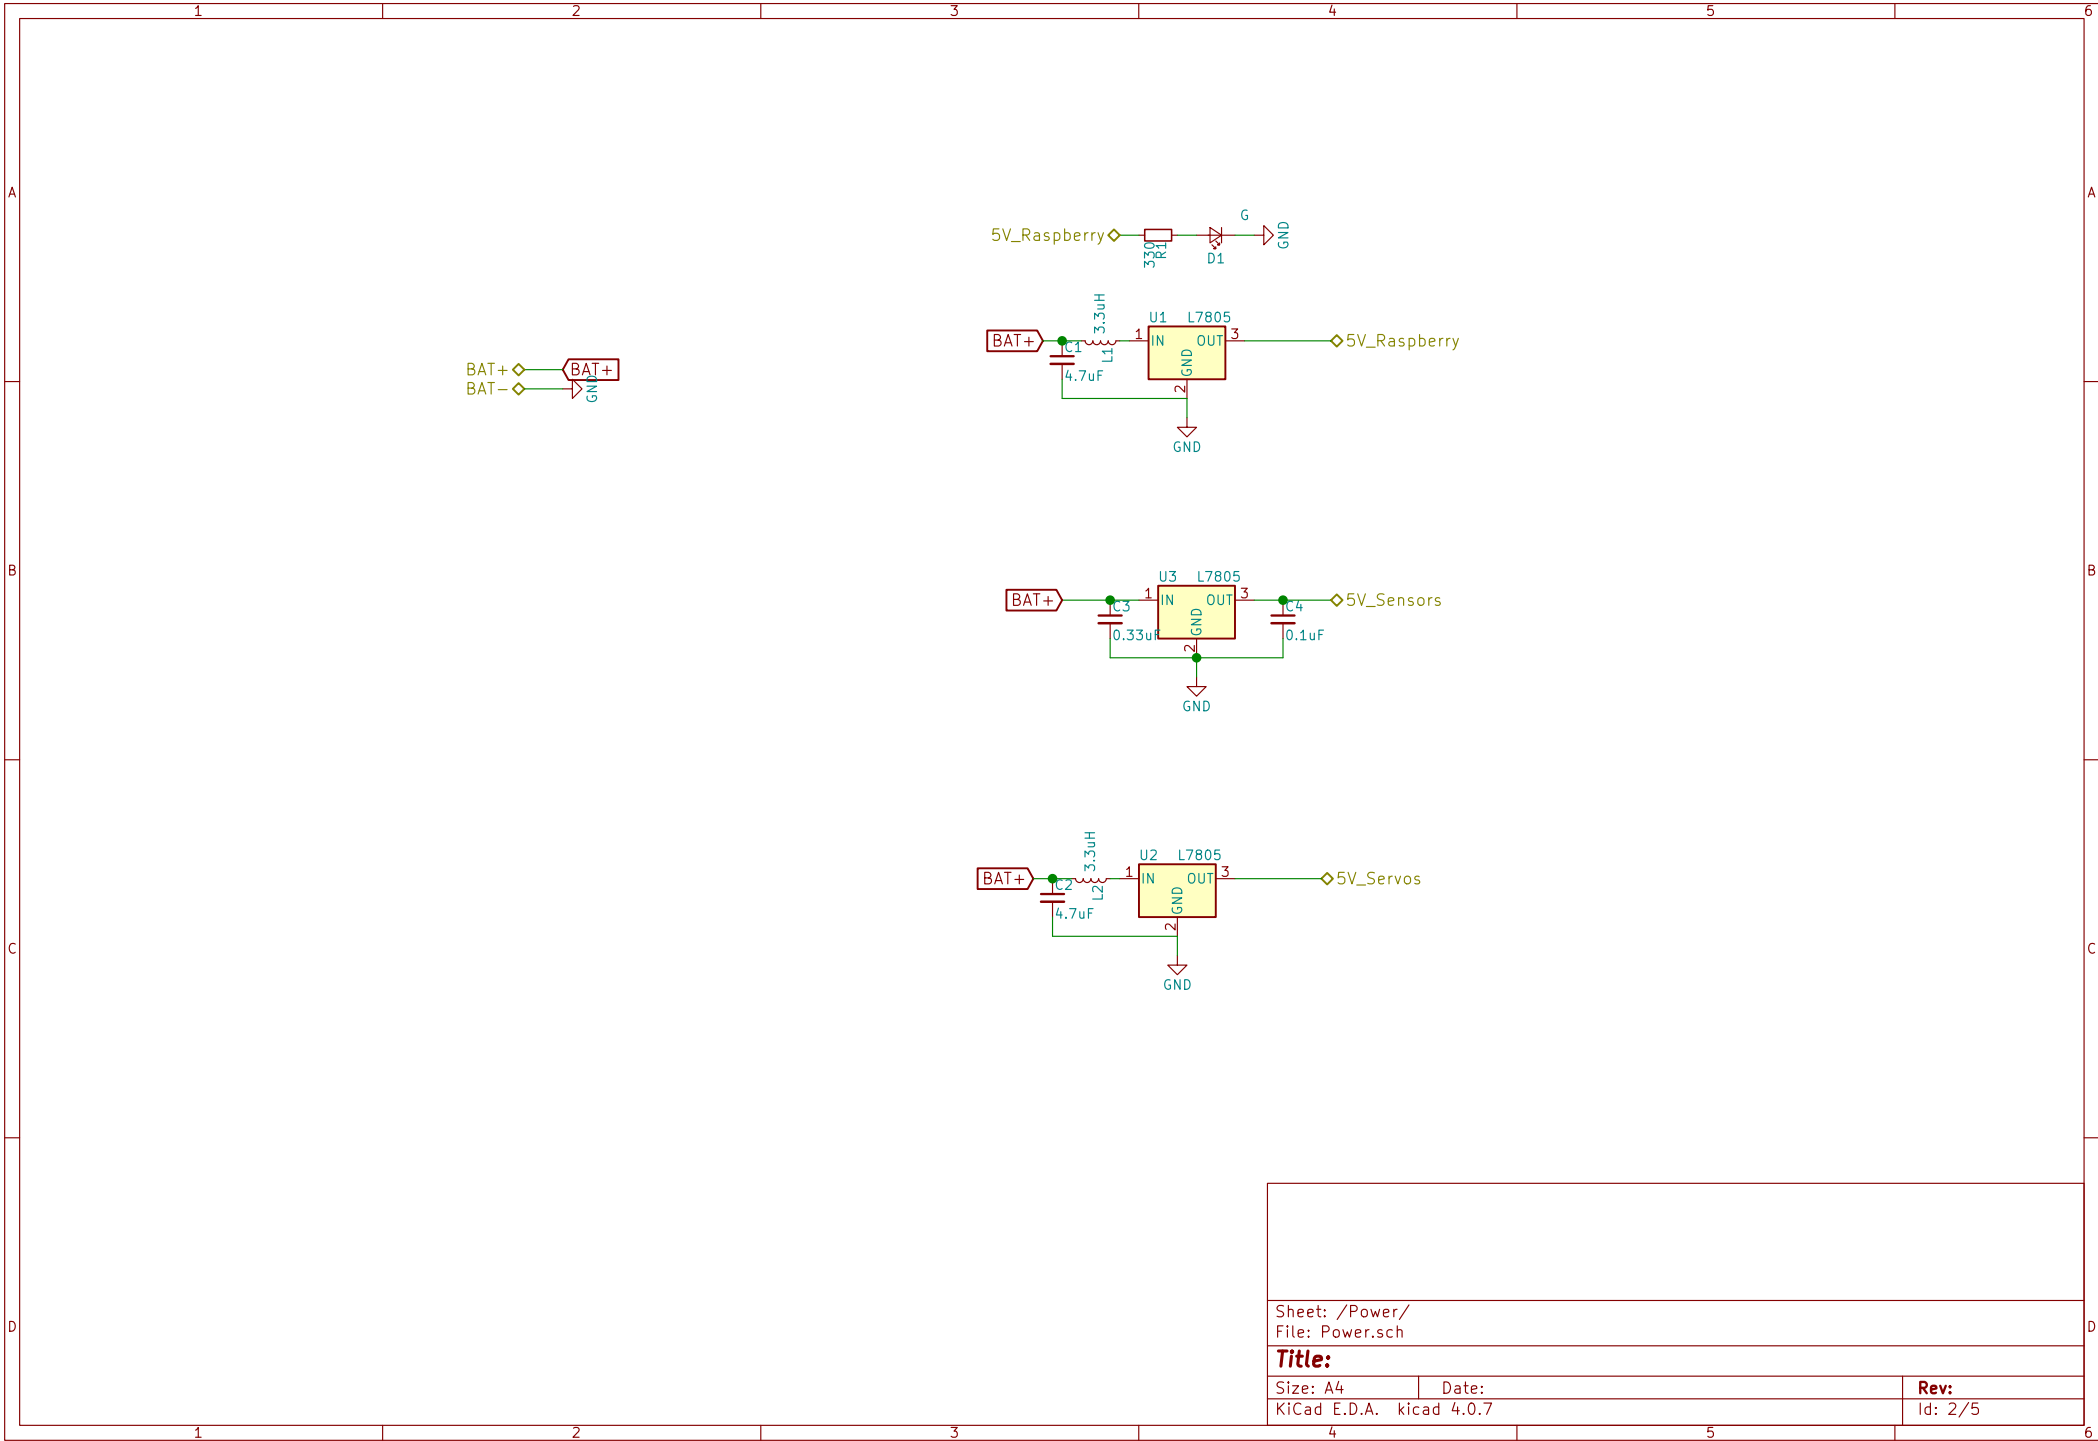 1 2 3 4 5 6
A A
G
5V_Raspberry GND
330 R1
D1
3.3uH
U1 L7805
BAT+ 1 IN OUT 3 5V_Raspberry
C1 L1 GND
4.7uF
2
GND
BAT+ BAT+
BAT- GND
B B
U3 L7805
BAT+ 1 IN OUT 3 5V_Sensors
C3 GND C4
0.33uF 0.1uF
2
GND
3.3uH
U2 L7805
BAT+ 1 IN OUT 3 5V_Servos
C2 L2 GND
4.7uF
2
GND
C C
Sheet: /Power/
File: Power.sch
D D
Title:
Size: A4 Date: Rev:
KiCad E.D.A. kicad 4.0.7 Id: 2/5
1 2 3 4 5 6